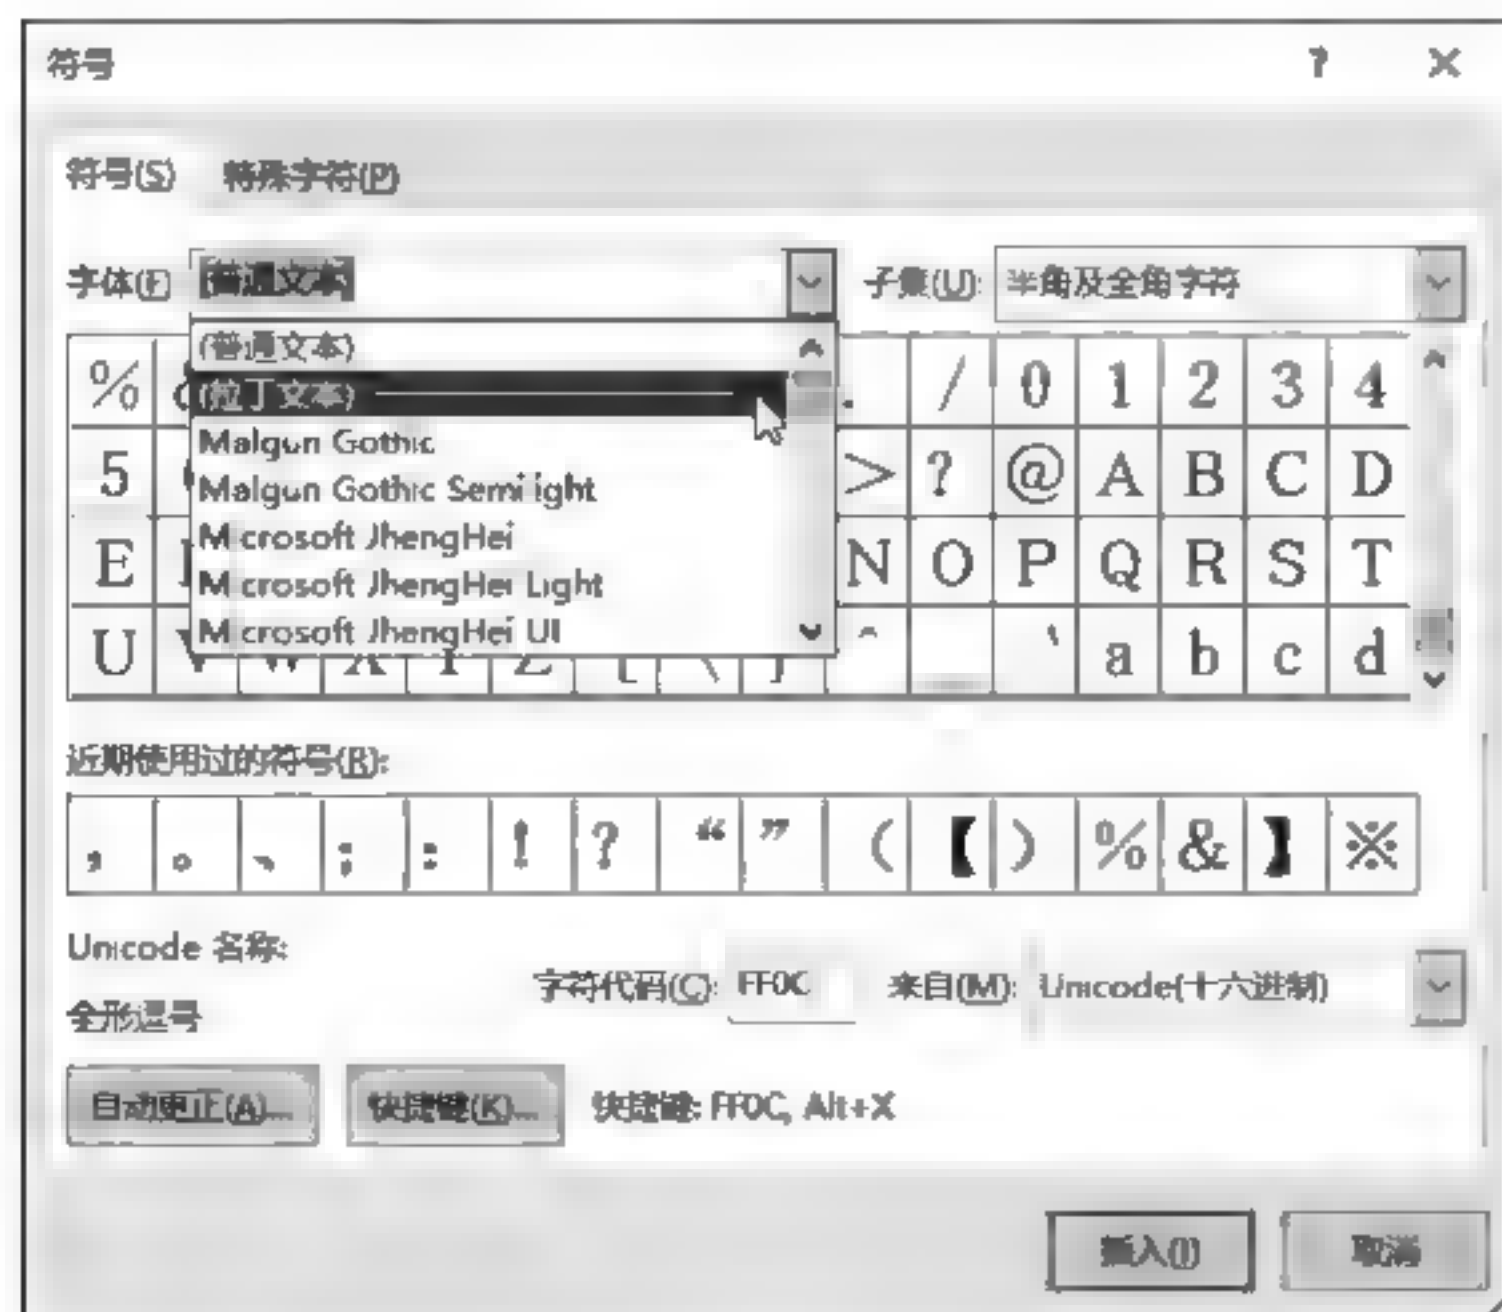 符号 ?
符号(S) 特殊字符(P)
字体(F) (普通文本) 子集(U): 半角及全角字符
(普通文本)
(拉丁文本)
Malgun Gothic
Malgun Gothic Semilight
Microsoft JhengHei
Microsoft JhengHei Light
Microsoft JhengHei UI
% . / 0 1 2 3 4
5 > ? @ A B C D
E N O P Q R S T
U V W X Y Z [ \ ] ^ _ ` a b c d
近期使用过的符号(R):
, 。 、 ; : ! ? “ ” ( 【 ) % & 】 ※
Unicode 名称:
全形逗号
字符代码(C): FF0C 来自(M): Unicode(十六进制)
自动更正(A)... 快捷键(K)... 快捷键: FF0C, Alt+X
插入(I) 取消